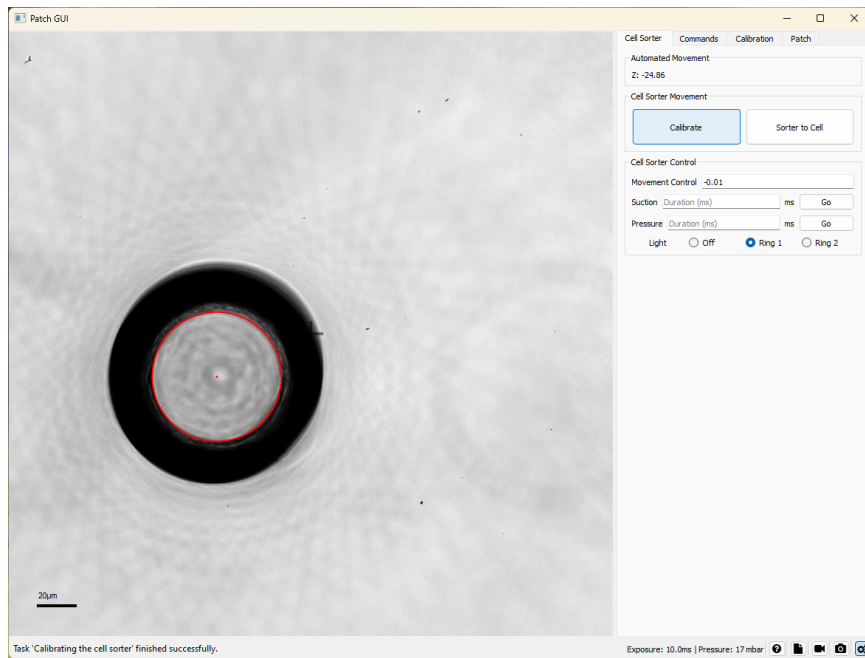 Patch GUI
Cell Sorter Commands Calibration Patch
Automated Movement
Z: -24.86
Cell Sorter Movement
Calibrate Sorter to Cell
Cell Sorter Control
Movement Control -0.01
Suction Duration (ms) ms Go
Pressure Duration (ms) ms Go
Light Off Ring 1 Ring 2
20µm
Task 'Calibrating the cell sorter' finished successfully.
Exposure: 10.0ms | Pressure: 17 mbar